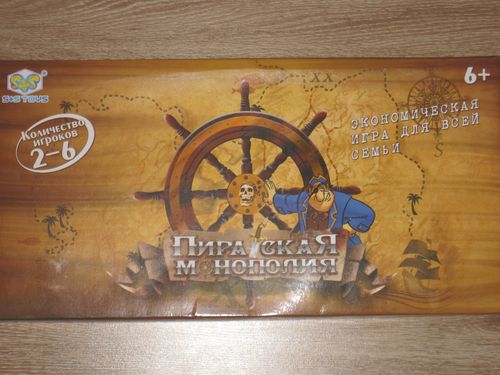 S+S TOYS
®
6+
Количество
игроков
2-6
ЭКОНОМИЧЕСКАЯ
ИГРА ДЛЯ ВСЕЙ
СЕМЬИ
ПИРАТСКАЯ
МОНОПОЛИЯ